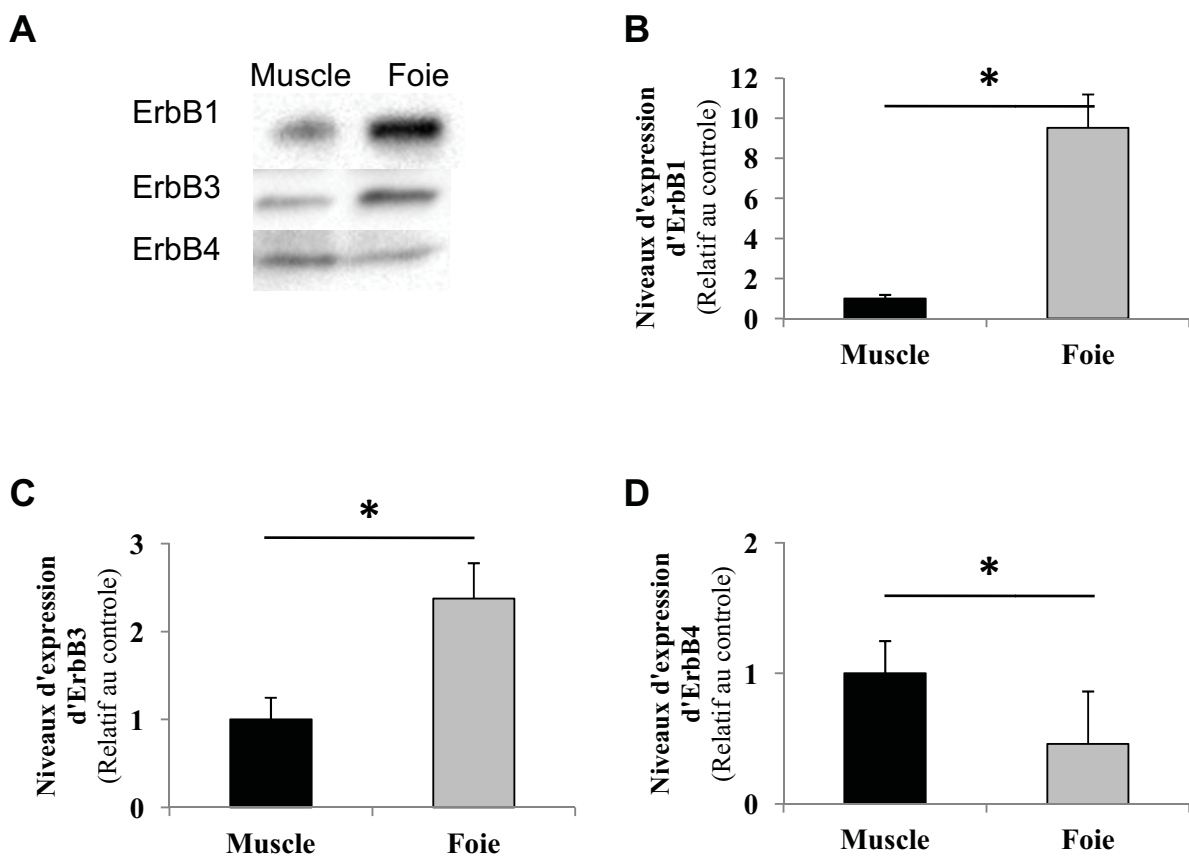 A
Muscle Foie
ErbB1
ErbB3
ErbB4
B
Niveaux d'expression
d'ErbB1
(Relatif au controle)
12
10
8
6
4
2
0
*
Muscle Foie
C
Niveaux d'expression
d'ErbB3
(Relatif au controle)
3
2
1
0
*
Muscle Foie
D
Niveaux d'expression
d'ErbB4
(Relatif au controle)
2
1
0
*
Muscle Foie